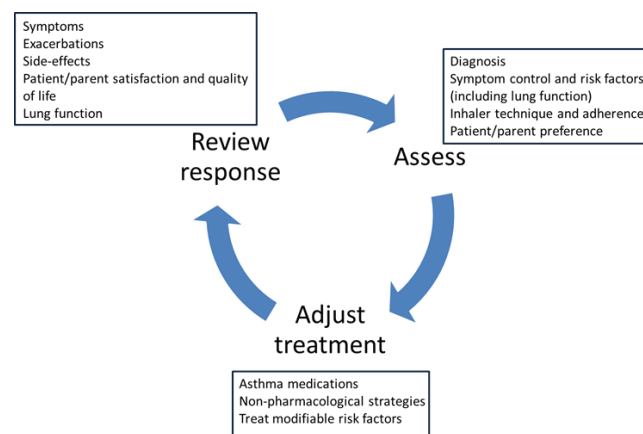 Symptoms
Exacerbations
Side-effects
Patient/parent satisfaction and quality
of life
Lung function
Review
response
Diagnosis
Symptom control and risk factors
(including lung function)
Inhaler technique and adherence
Patient/parent preference
Assess
Adjust
treatment
Asthma medications
Non-pharmacological strategies
Treat modifiable risk factors